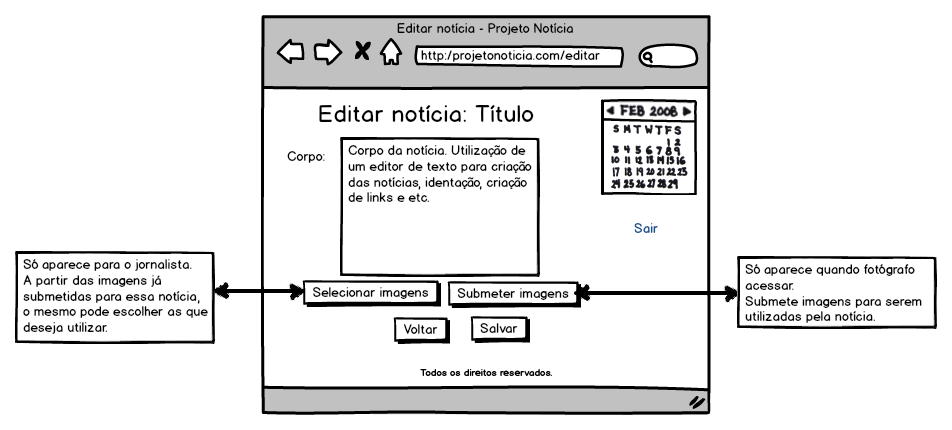 Editar notícia - Projeto Notícia
http:/projetonoticia.com/editar
Editar notícia: Título
FEB 2008
S M T W T F S
1 2
3 4 5 6 7 8 9
10 11 12 13 14 15 16
17 18 19 20 21 22 23
24 25 26 27 28 29
Corpo:
Corpo da notícia. Utilização de
um editor de texto para criação
das notícias, identação, criação
de links e etc.
Sair
Só aparece para o jornalista.
A partir das imagens já
submetidas para essa notícia,
o mesmo pode escolher as que
deseja utilizar.
Selecionar imagens
Submeter imagens
Só aparece quando fotógrafo
acessar.
Submete imagens para serem
utilizadas pela notícia.
Voltar
Salvar
Todos os direitos reservados.